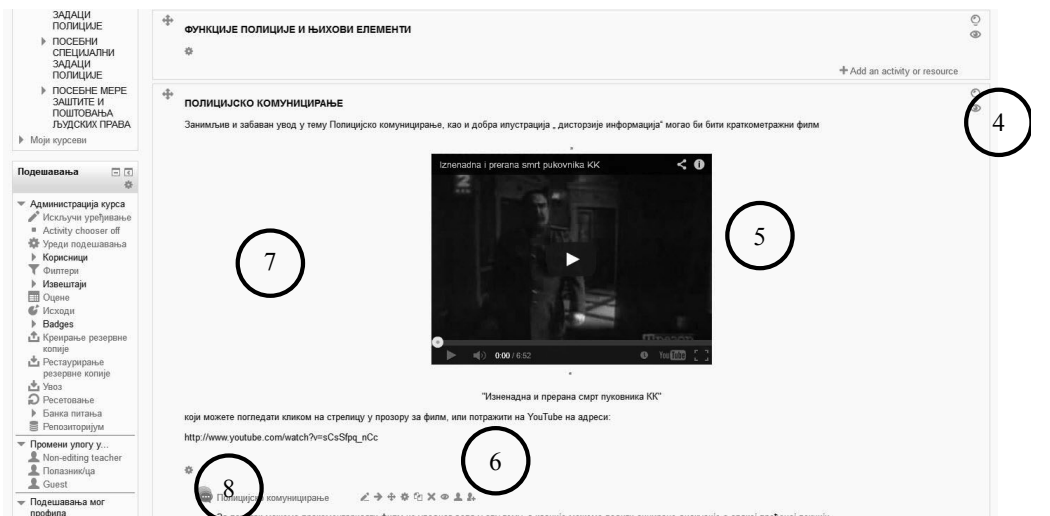 ЗАДАЦИ
ПОЛИЦИЈЕ
ПОСЕБНИ
СПЕЦИЈАЛНИ
ЗАДАЦИ
ПОЛИЦИЈЕ
ПОСЕБНЕ МЕРЕ
ЗАШТИТЕ И
ПОШТОВАЊА
ЉУДСКИХ ПРАВА
Моји курсеви
Подешавања
Администрација курса
Искључи уређивање
Activity chooser off
Уреди подешавања
Корисници
Филтери
Извештаји
Оцене
Исходи
Badges
Креирање резервне
копије
Рестаурирање
резервне копије
Увоз
Ресетовање
Банка питања
Репозиторијум
Промени улогу у...
Non-editing teacher
Полазник/ца
Guest
Подешавања мог
профила
ФУНКЦИЈЕ ПОЛИЦИЈЕ И ЊИХОВИ ЕЛЕМЕНТИ
Add an activity or resource
ПОЛИЦИЈСКО КОМУНИЦИРАЊЕ
4
Занимљив и забаван увод у тему Полицијско комуницирање, као и добра илустрација „ дисторзије информација“ могао би бити краткометражни филм
Iznenadna i prerana smrt pukovnika KK
5
7
0:00 / 6:52
YouTube
"Изненадна и прерана смрт пуковника КК"
који можете погледати кликом на стрелицу у прозору за филм, или потражити на YouTube на адреси:
http://www.youtube.com/watch?v=sCsSfpq_nCc
6
8
Полицијско комуницирање